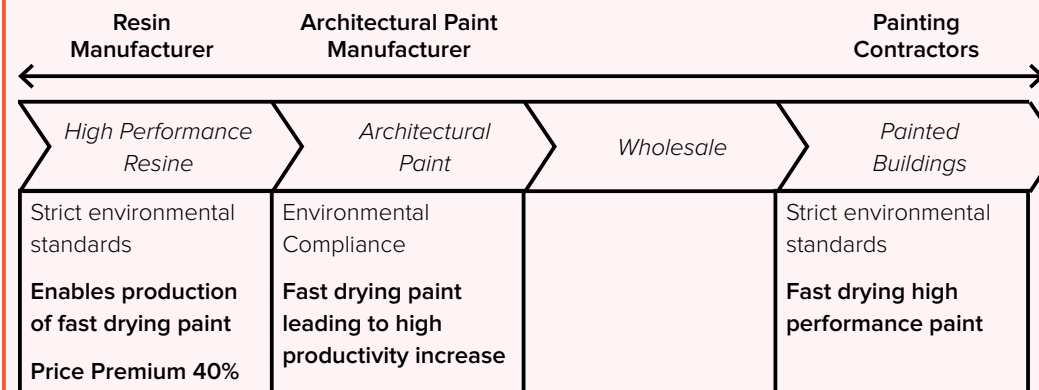 Resin
Manufacturer
Architectural Paint
Manufacturer
Painting
Contractors
High Performance
Resine
Architectural
Paint
Wholesale
Painted
Buildings
Strict environmental
standards
Enables production
of fast drying paint
Price Premium 40%
Environmental
Compliance
Fast drying paint
leading to high
productivity increase
Strict environmental
standards
Fast drying high
performance paint